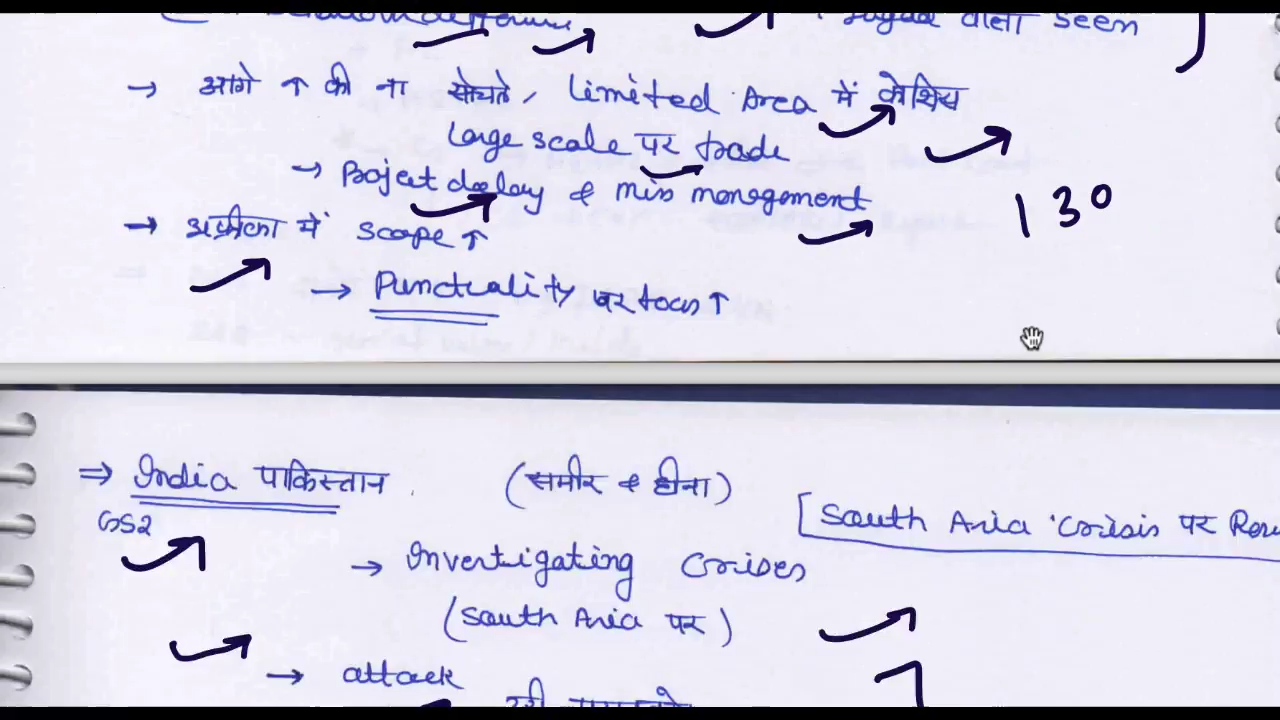 वाला seen
→ आगे ↑ की ना सोचते, limited Area में कोशिश
Large scale पर trade
→ Project delay & mis management
130
→ अफ्रीका में scope ↑
→ Punctuality पर focus ↑
⇒ India पाकिस्तान (समीर & हीना)
GS2
[South Asia Crisis पर
→ Investigating Crises
(South Asia पर)
→ attack